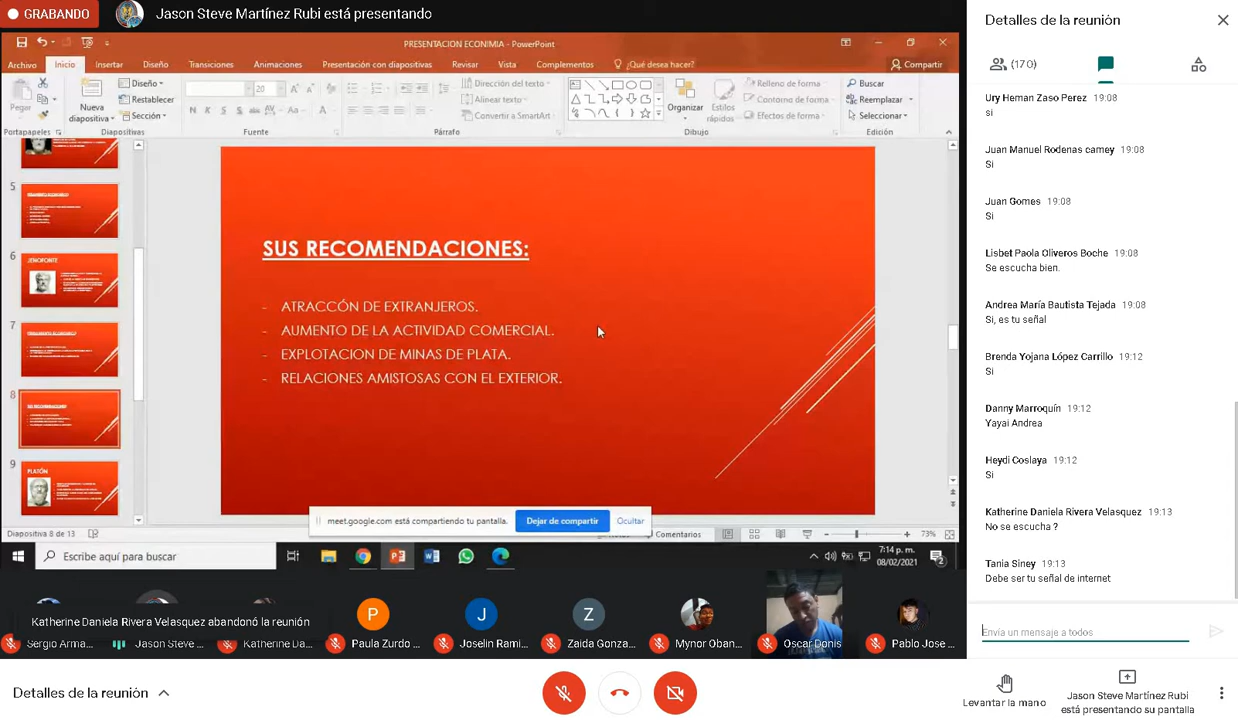 GRABANDO
Jason Steve Martínez Rubi está presentando
PRESENTACION ECONIMIA - PowerPoint
Archivo Inicio Insertar Diseño Transiciones Animaciones Presentación con diapositivas Revisar Vista Complementos ¿Qué desea hacer? Compartir
Pegar
Nueva
diapositiva
Diseño
Restablecer
Sección
20
N K S
Dirección del texto
Alinear texto
Convertir a SmartArt
Organizar
Estilos
rápidos
Relleno de forma
Contorno de forma
Efectos de forma
Buscar
Reemplazar
Seleccionar
Portapapeles Diapositivas Fuente Párrafo Dibujo Edición
5
6
JENOFONTE
7
8
9
PLATÓN
SUS RECOMENDACIONES:
- ATRACCÓN DE EXTRANJEROS.
- AUMENTO DE LA ACTIVIDAD COMERCIAL.
- EXPLOTACION DE MINAS DE PLATA.
- RELACIONES AMISTOSAS CON EL EXTERIOR.
meet.google.com está compartiendo tu pantalla. Dejar de compartir Ocultar
Diapositiva 8 de 13
Comentarios
73%
Escribe aquí para buscar
7:14 p. m.
08/02/2021
2
Katherine Daniela Rivera Velasquez abandonó la reunión
P
J
Z
Sergio Arma...
Jason Steve ...
Katherine Da...
Paula Zurdo ...
Joselin Rami...
Zaida Gonza...
Mynor Oban...
Oscar Donis
Pablo Jose ...
Detalles de la reunión
(170)
Ury Heman Zaso Perez 19:08
si
Juan Manuel Rodenas camey 19:08
Si
Juan Gomes 19:08
Si
Lisbet Paola Oliveros Boche 19:08
Se escucha bien.
Andrea María Bautista Tejada 19:08
Si, es tu señal
Brenda Yojana López Carrillo 19:12
Si
Danny Marroquín 19:12
Yayai Andrea
Heydi Coslaya 19:12
Si
Katherine Daniela Rivera Velasquez 19:13
No se escucha ?
Tania Siney 19:13
Debe ser tu señal de internet
Envía un mensaje a todos
Detalles de la reunión
Levantar la mano
Jason Steve Martínez Rubi
está presentando su pantalla